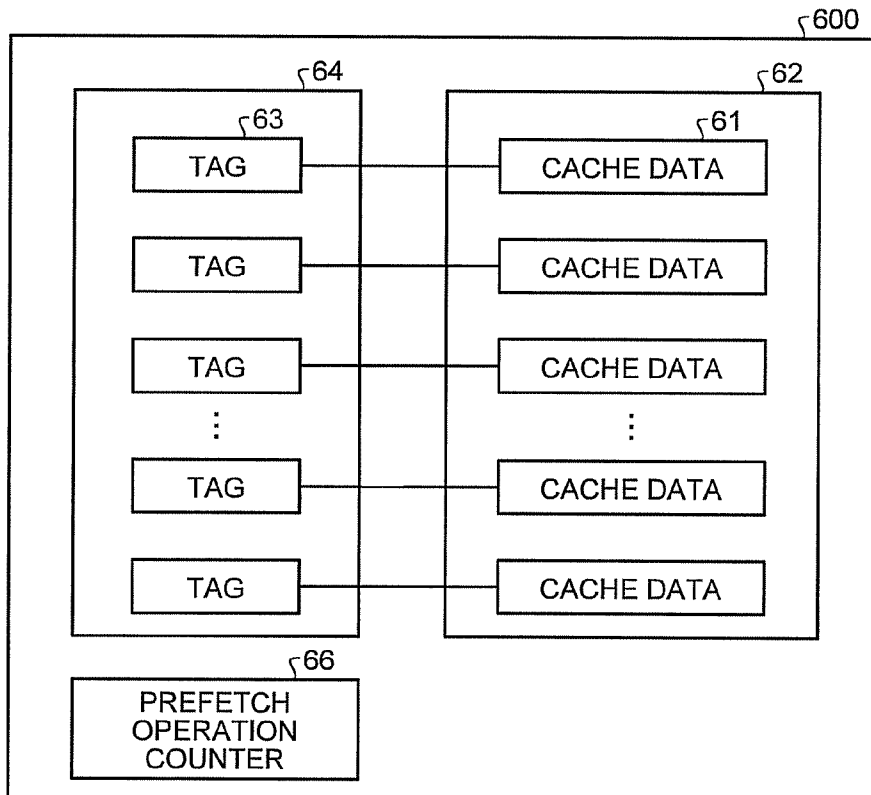 600
64
62
63
61
TAG
CACHE DATA
TAG
CACHE DATA
TAG
CACHE DATA
⋮
⋮
TAG
CACHE DATA
TAG
CACHE DATA
66
PREFETCH
OPERATION
COUNTER